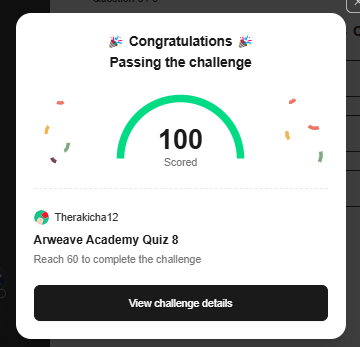 Congratulations
Passing the challenge
100
Scored
Therakicha12
Arweave Academy Quiz 8
Reach 60 to complete the challenge
View challenge details